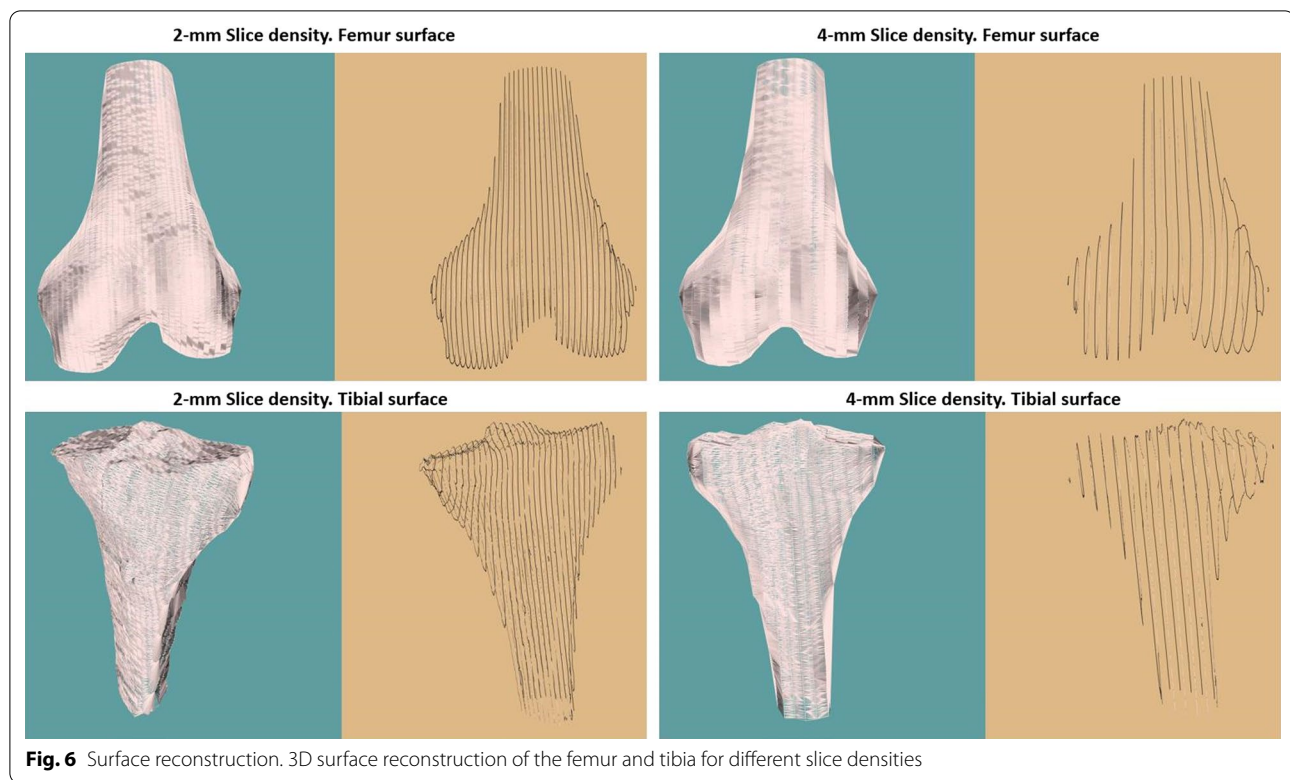 2-mm Slice density. Femur surface
4-mm Slice density. Femur surface
2-mm Slice density. Tibial surface
4-mm Slice density. Tibial surface
Fig. 6 Surface reconstruction. 3D surface reconstruction of the femur and tibia for different slice densities